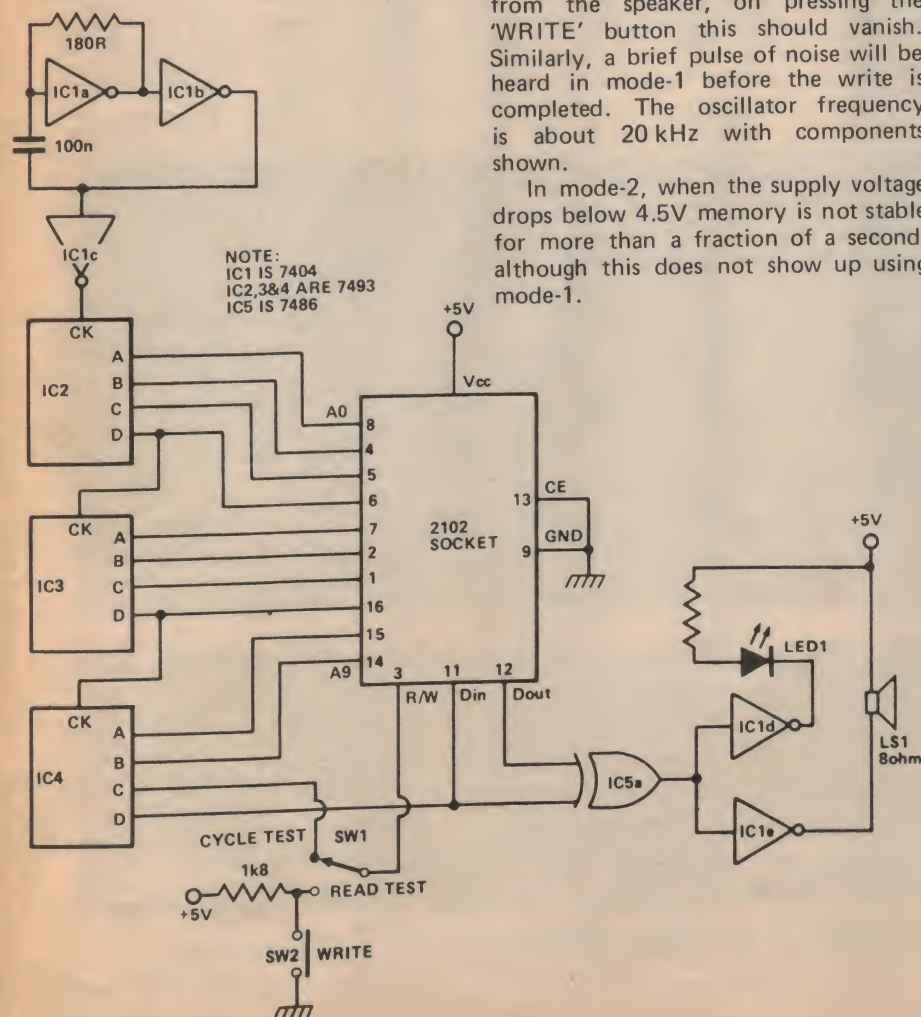 from the speaker, on pressing the
'WRITE' button this should vanish.
Similarly, a brief pulse of noise will be
heard in mode-1 before the write is
completed. The oscillator frequency
is about 20 kHz with components
shown.
In mode-2, when the supply voltage
drops below 4.5V memory is not stable
for more than a fraction of a second
although this does not show up using
mode-1.
180R
IC1a
IC1b
100n
IC1c
NOTE:
IC1 IS 7404
IC2,3&4 ARE 7493
IC5 IS 7486
+5V
Vcc
CK
IC2
A
B
C
D
A0
8
4
5
6
7
2
1
16
15
14
A9
2102
SOCKET
13
CE
9
GND
3
11
12
R/W
Din
Dout
CK
IC3
A
B
C
D
CK
IC4
A
B
C
D
+5V
LED1
IC1d
LS1
8ohm
IC5a
IC1e
CYCLE TEST
SW1
1k8
READ TEST
+5V
SW2
WRITE